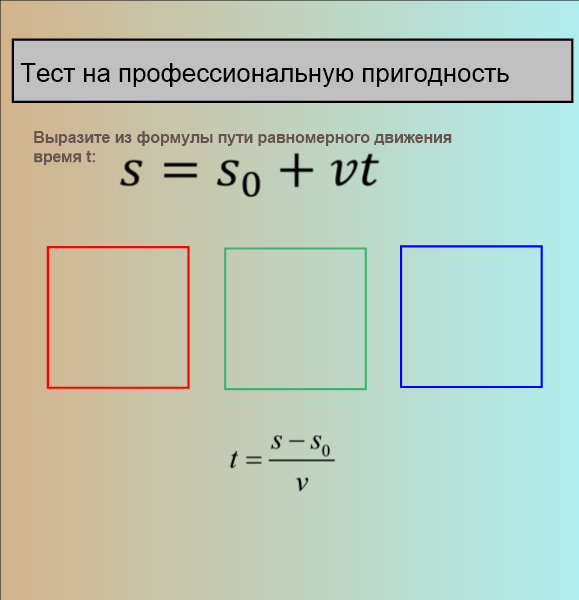 Тест на профессиональную пригодность
Выразите из формулы пути равномерного движения
время t:
s = s₀ + vt
t = (s − s₀) / v